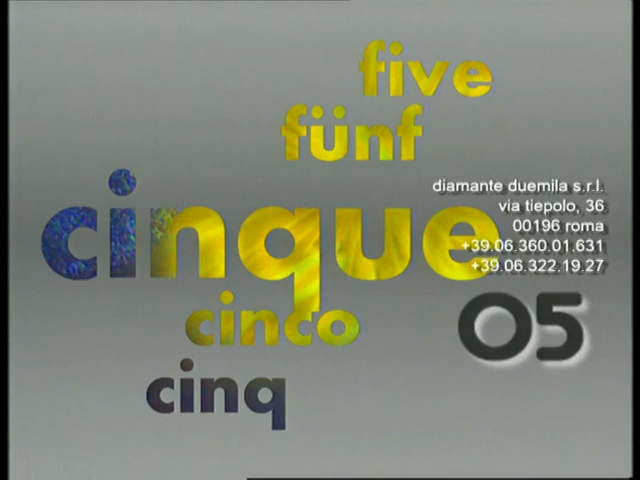 five
fünf
cinque
cinco
cinq
diamante duemila s.r.l.
via tiepolo, 36
00196 roma
+39.06.360.01.631
+39.06.322.19.27
05